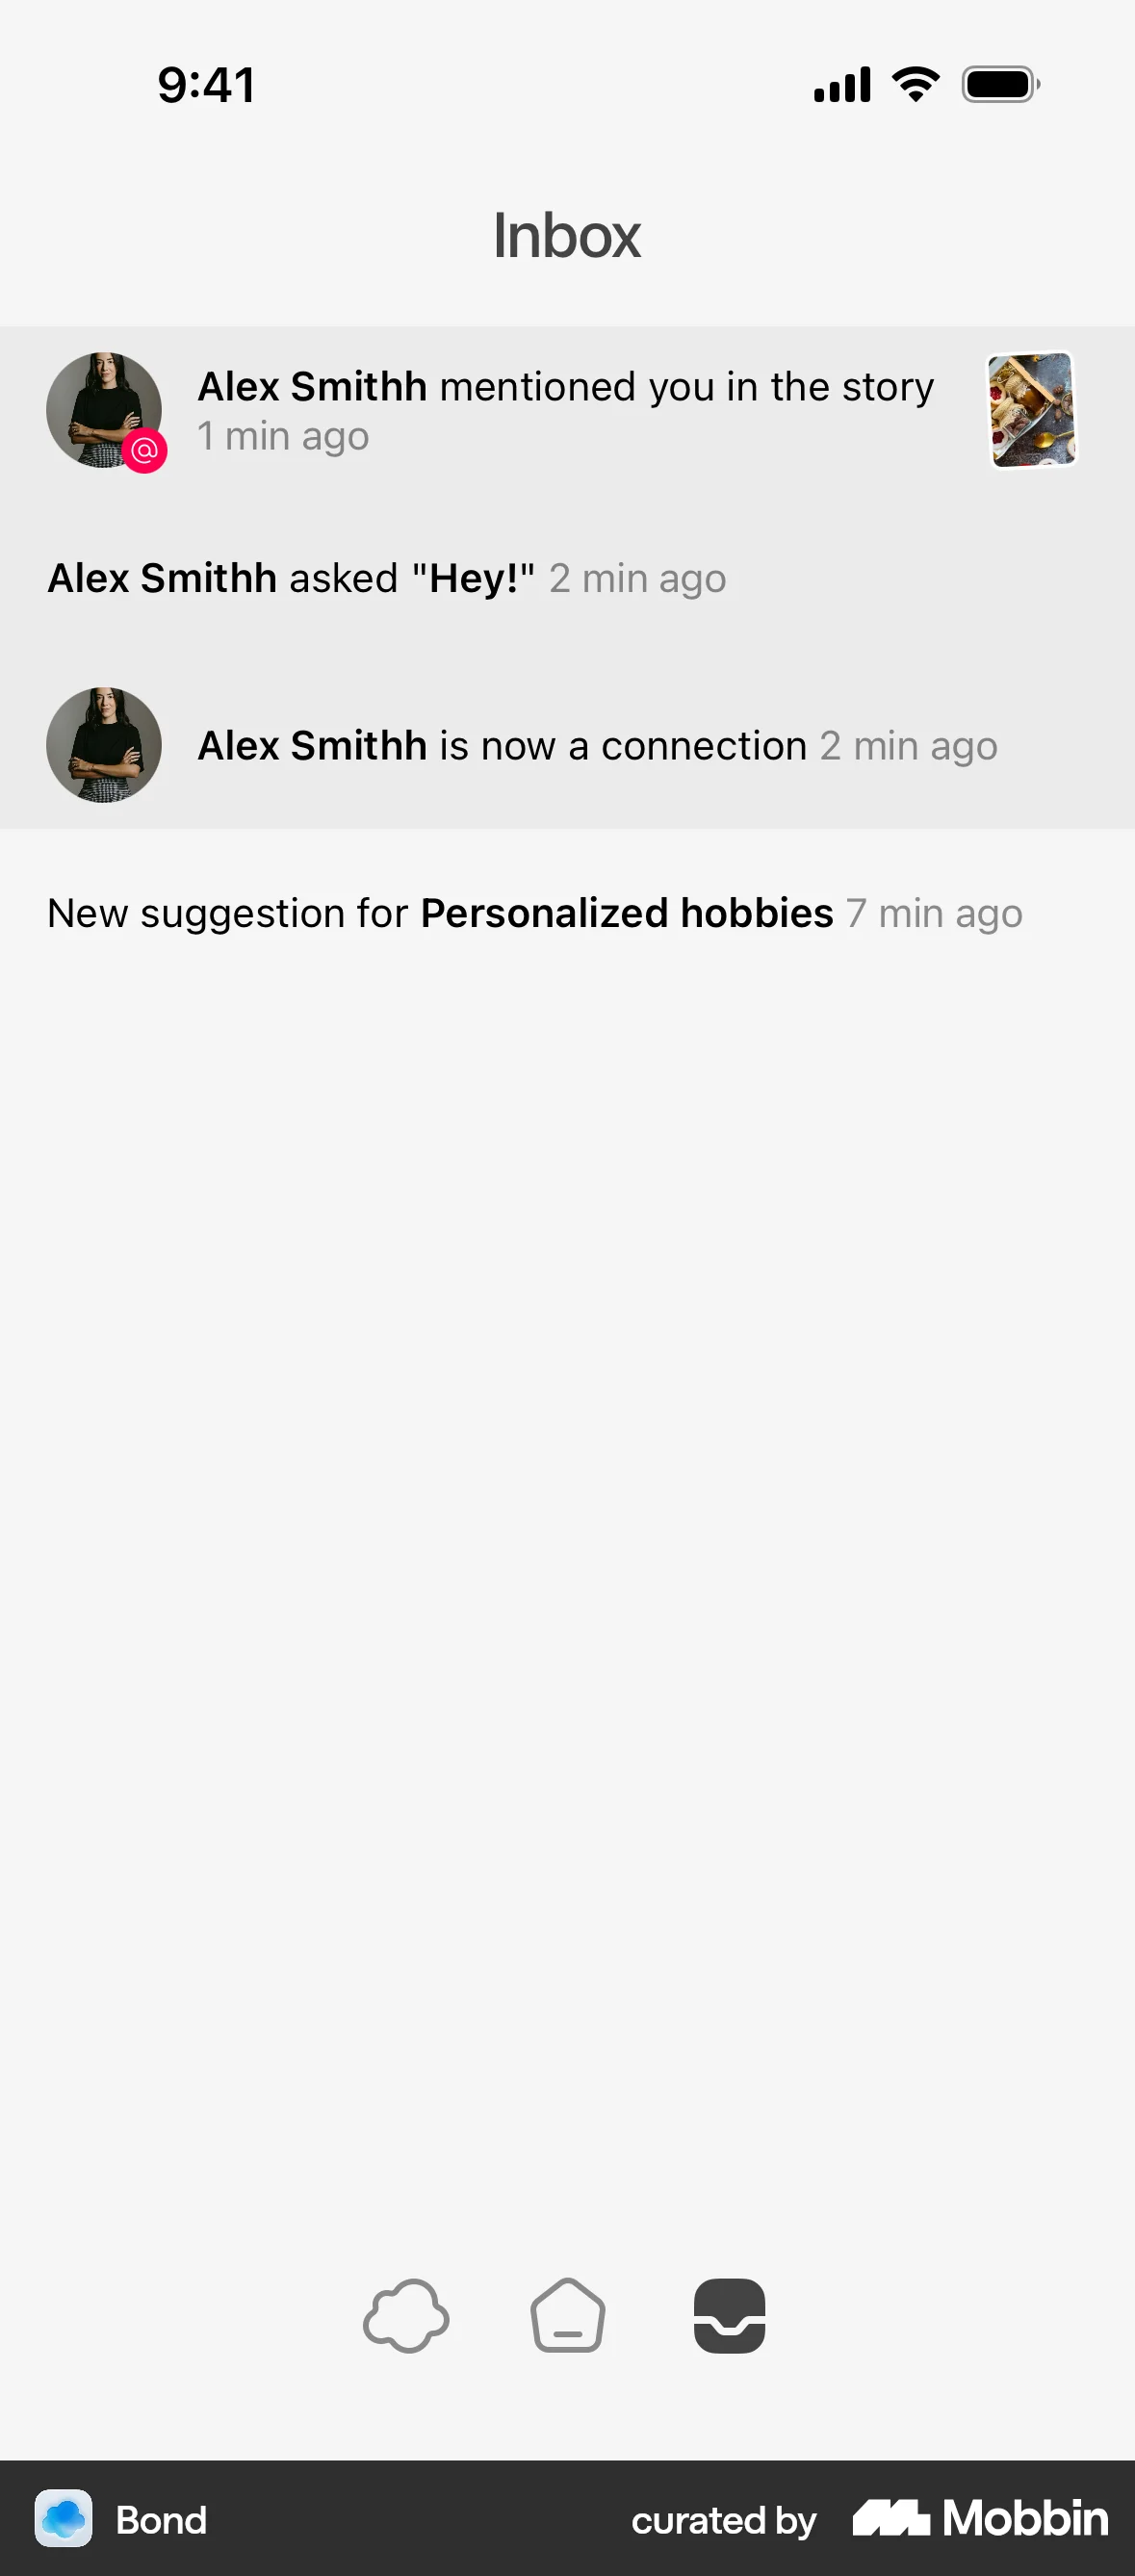 9:41
Inbox
Alex Smithh mentioned you in the story
1 min ago
Alex Smithh asked "Hey!" 2 min ago
Alex Smithh is now a connection 2 min ago
New suggestion for Personalized hobbies 7 min ago
Bond
curated by Mobbin